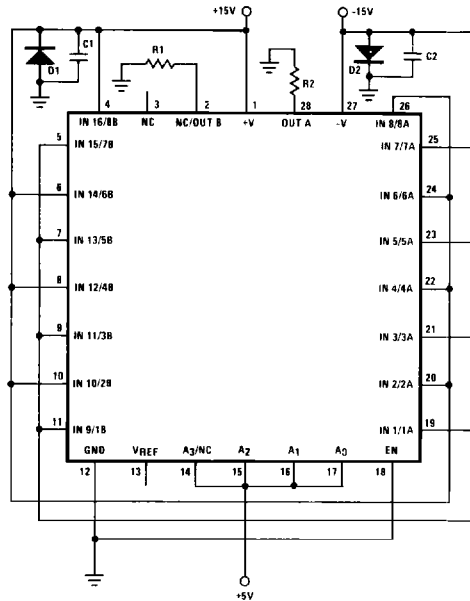 +15V
-15V
D1
C1
R1
R2
D2
C2
4
3
2
1
28
27
26
IN 16/8B
NC
NC/OUT B
+V
OUT A
-V
IN 8/8A
5
IN 15/7B
IN 7/7A
25
6
IN 14/6B
IN 6/6A
24
7
IN 13/5B
IN 5/5A
23
8
IN 12/4B
IN 4/4A
22
9
IN 11/3B
IN 3/3A
21
10
IN 10/2B
IN 2/2A
20
11
IN 9/1B
IN 1/1A
19
GND
VREF
A3/NC
A2
A1
A0
EN
12
13
14
15
16
17
18
+5V